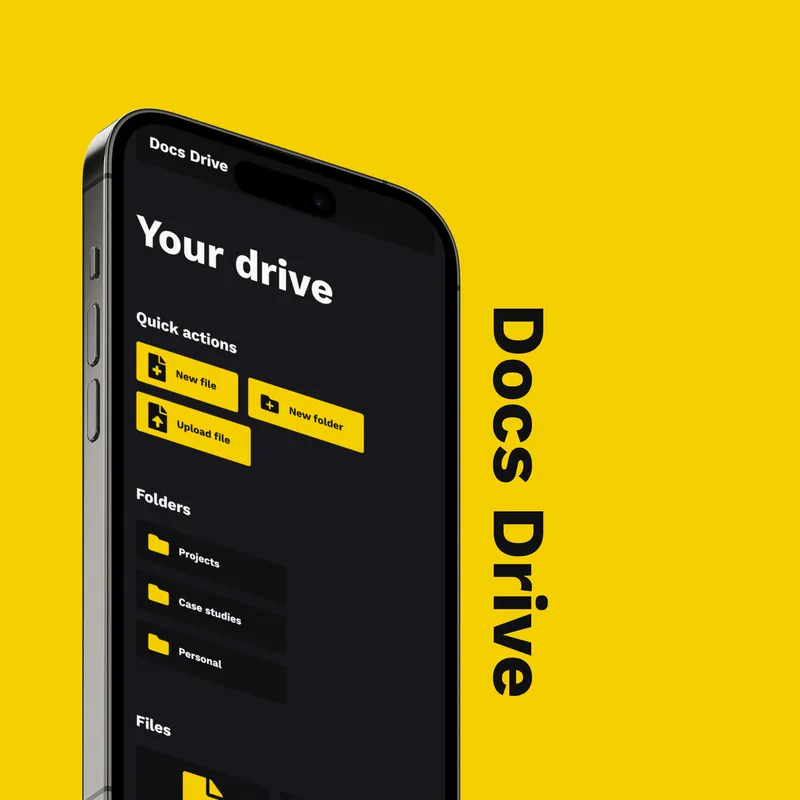 Docs Drive
Your drive
Quick actions
New file
New folder
Upload file
Folders
Projects
Case studies
Personal
Files
Docs Drive